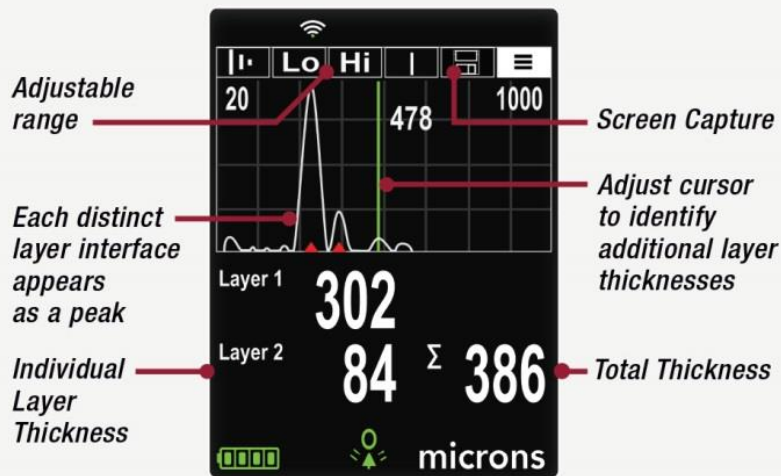 Lo Hi
20 1000
478
Adjustable
range
Screen Capture
Each distinct
layer interface
appears
as a peak
Adjust cursor
to identify
additional layer
thicknesses
Layer 1 302
Layer 2 84 Σ 386
Individual
Layer
Thickness
Total Thickness
0
microns